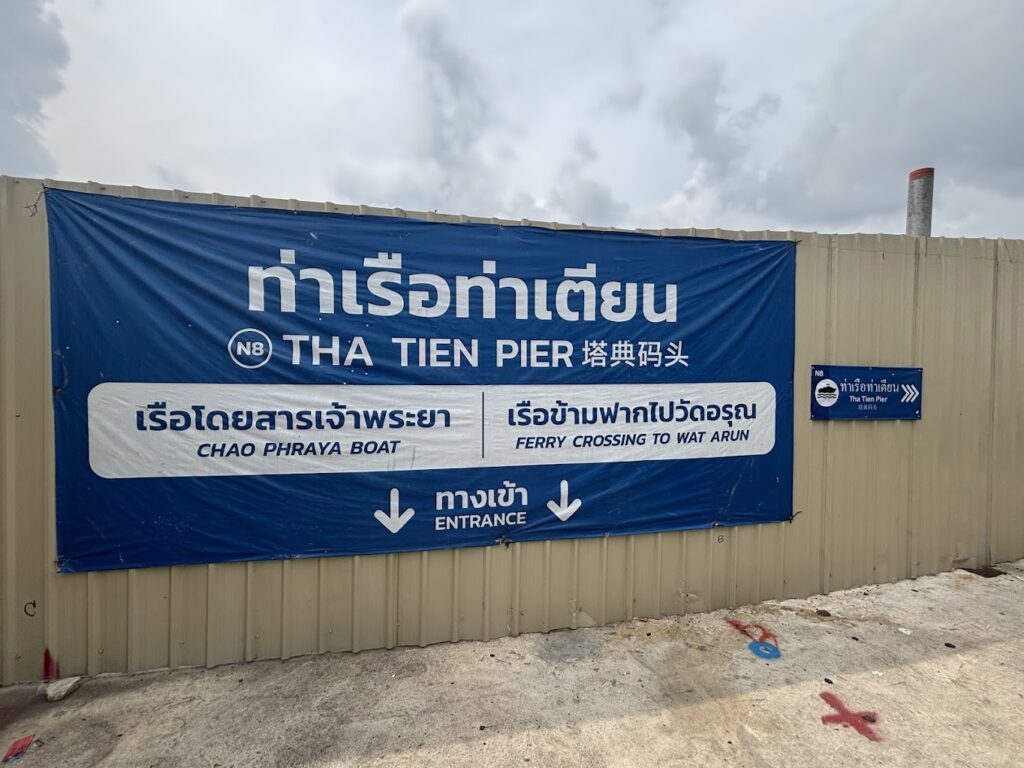 ท่าเรือท่าเตียน
N8 THA TIEN PIER 塔典码头
เรือโดยสารเจ้าพระยา
CHAO PHRAYA BOAT
เรือข้ามฟากไปวัดอรุณ
FERRY CROSSING TO WAT ARUN
ทางเข้า
ENTRANCE
N8
ท่าเรือท่าเตียน
Tha Tien Pier
塔典码头
C
B